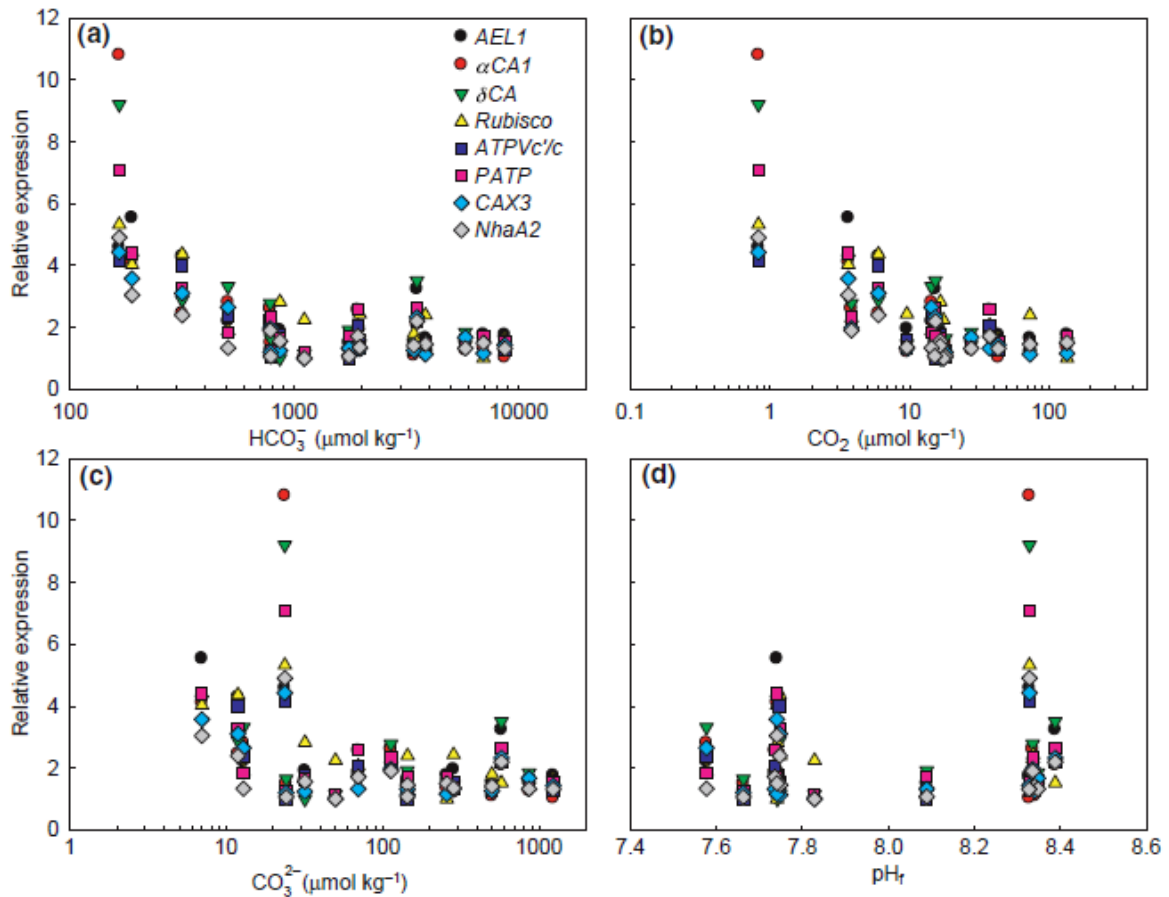 (a)
12
10
8
6
4
2
0
Relative expression
AEL1
αCA1
δCA
Rubisco
ATPVc'/c
PATP
CAX3
NhaA2
100 1000 10000
HCO₃⁻ (μmol kg⁻¹)
(b)
0.1 1 10 100
CO₂ (μmol kg⁻¹)
(c)
12
10
8
6
4
2
0
Relative expression
1 10 100 1000
CO₃²⁻ (μmol kg⁻¹)
(d)
7.4 7.6 7.8 8.0 8.2 8.4 8.6
pH_f